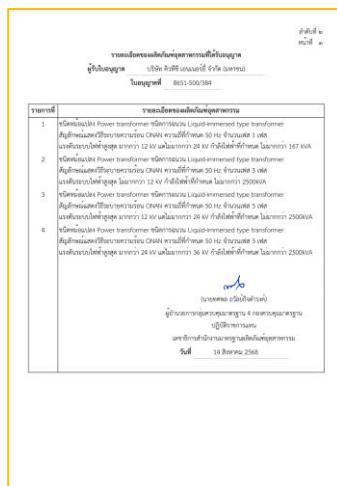 ลำดับที่ ๒
หน้าที่ ๑
รายละเอียดของผลิตภัณฑ์อุตสาหกรรมที่ได้รับอนุญาต
ผู้รับใบอนุญาต บริษัท คิวทีซี เอนเนอร์ยี่ จำกัด (มหาชน)
ใบอนุญาตที่ 8651-500/384
รายการที่ รายละเอียดของผลิตภัณฑ์อุตสาหกรรม
1 ชนิดหม้อแปลง Power transformer ชนิดการฉนวน Liquid-immersed type transformer
สัญลักษณ์แสดงวิธีระบายความร้อน ONAN ความถี่ที่กำหนด 50 Hz จำนวนเฟส 1 เฟส
แรงดันระบบไฟฟ้าสูงสุด มากกว่า 12 kV แต่ไม่มากกว่า 24 kV กำลังไฟฟ้าที่กำหนด ไม่มากกว่า 167 kVA
2 ชนิดหม้อแปลง Power transformer ชนิดการฉนวน Liquid-immersed type transformer
สัญลักษณ์แสดงวิธีระบายความร้อน ONAN ความถี่ที่กำหนด 50 Hz จำนวนเฟส 3 เฟส
แรงดันระบบไฟฟ้าสูงสุด ไม่มากกว่า 12 kV กำลังไฟฟ้าที่กำหนด ไม่มากกว่า 2500kVA
3 ชนิดหม้อแปลง Power transformer ชนิดการฉนวน Liquid-immersed type transformer
สัญลักษณ์แสดงวิธีระบายความร้อน ONAN ความถี่ที่กำหนด 50 Hz จำนวนเฟส 3 เฟส
แรงดันระบบไฟฟ้าสูงสุด มากกว่า 12 kV แต่ไม่มากกว่า 24 kV กำลังไฟฟ้าที่กำหนด ไม่มากกว่า 2500kVA
4 ชนิดหม้อแปลง Power transformer ชนิดการฉนวน Liquid-immersed type transformer
สัญลักษณ์แสดงวิธีระบายความร้อน ONAN ความถี่ที่กำหนด 50 Hz จำนวนเฟส 3 เฟส
แรงดันระบบไฟฟ้าสูงสุด มากกว่า 24 kV แต่ไม่มากกว่า 36 kV กำลังไฟฟ้าที่กำหนด ไม่มากกว่า 2500kVA
ผู้อำนวยการกลุ่มควบคุมมาตรฐาน 4 กองควบคุมมาตรฐาน
ปฏิบัติราชการแทน
เลขาธิการสำนักงานมาตรฐานผลิตภัณฑ์อุตสาหกรรม
วันที่ 14 สิงหาคม 2568